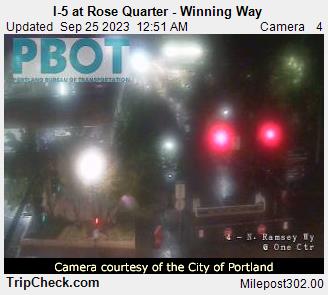 I-5 at Rose Quarter - Winning Way
Updated Sep 25 2023 12:51 AM Camera 4
PBOT
PORTLAND BUREAU OF TRANSPORTATION
4 - N. Ramsey Wy
@ One Ctr
Camera courtesy of the City of Portland
TripCheck.com Milepost302.00